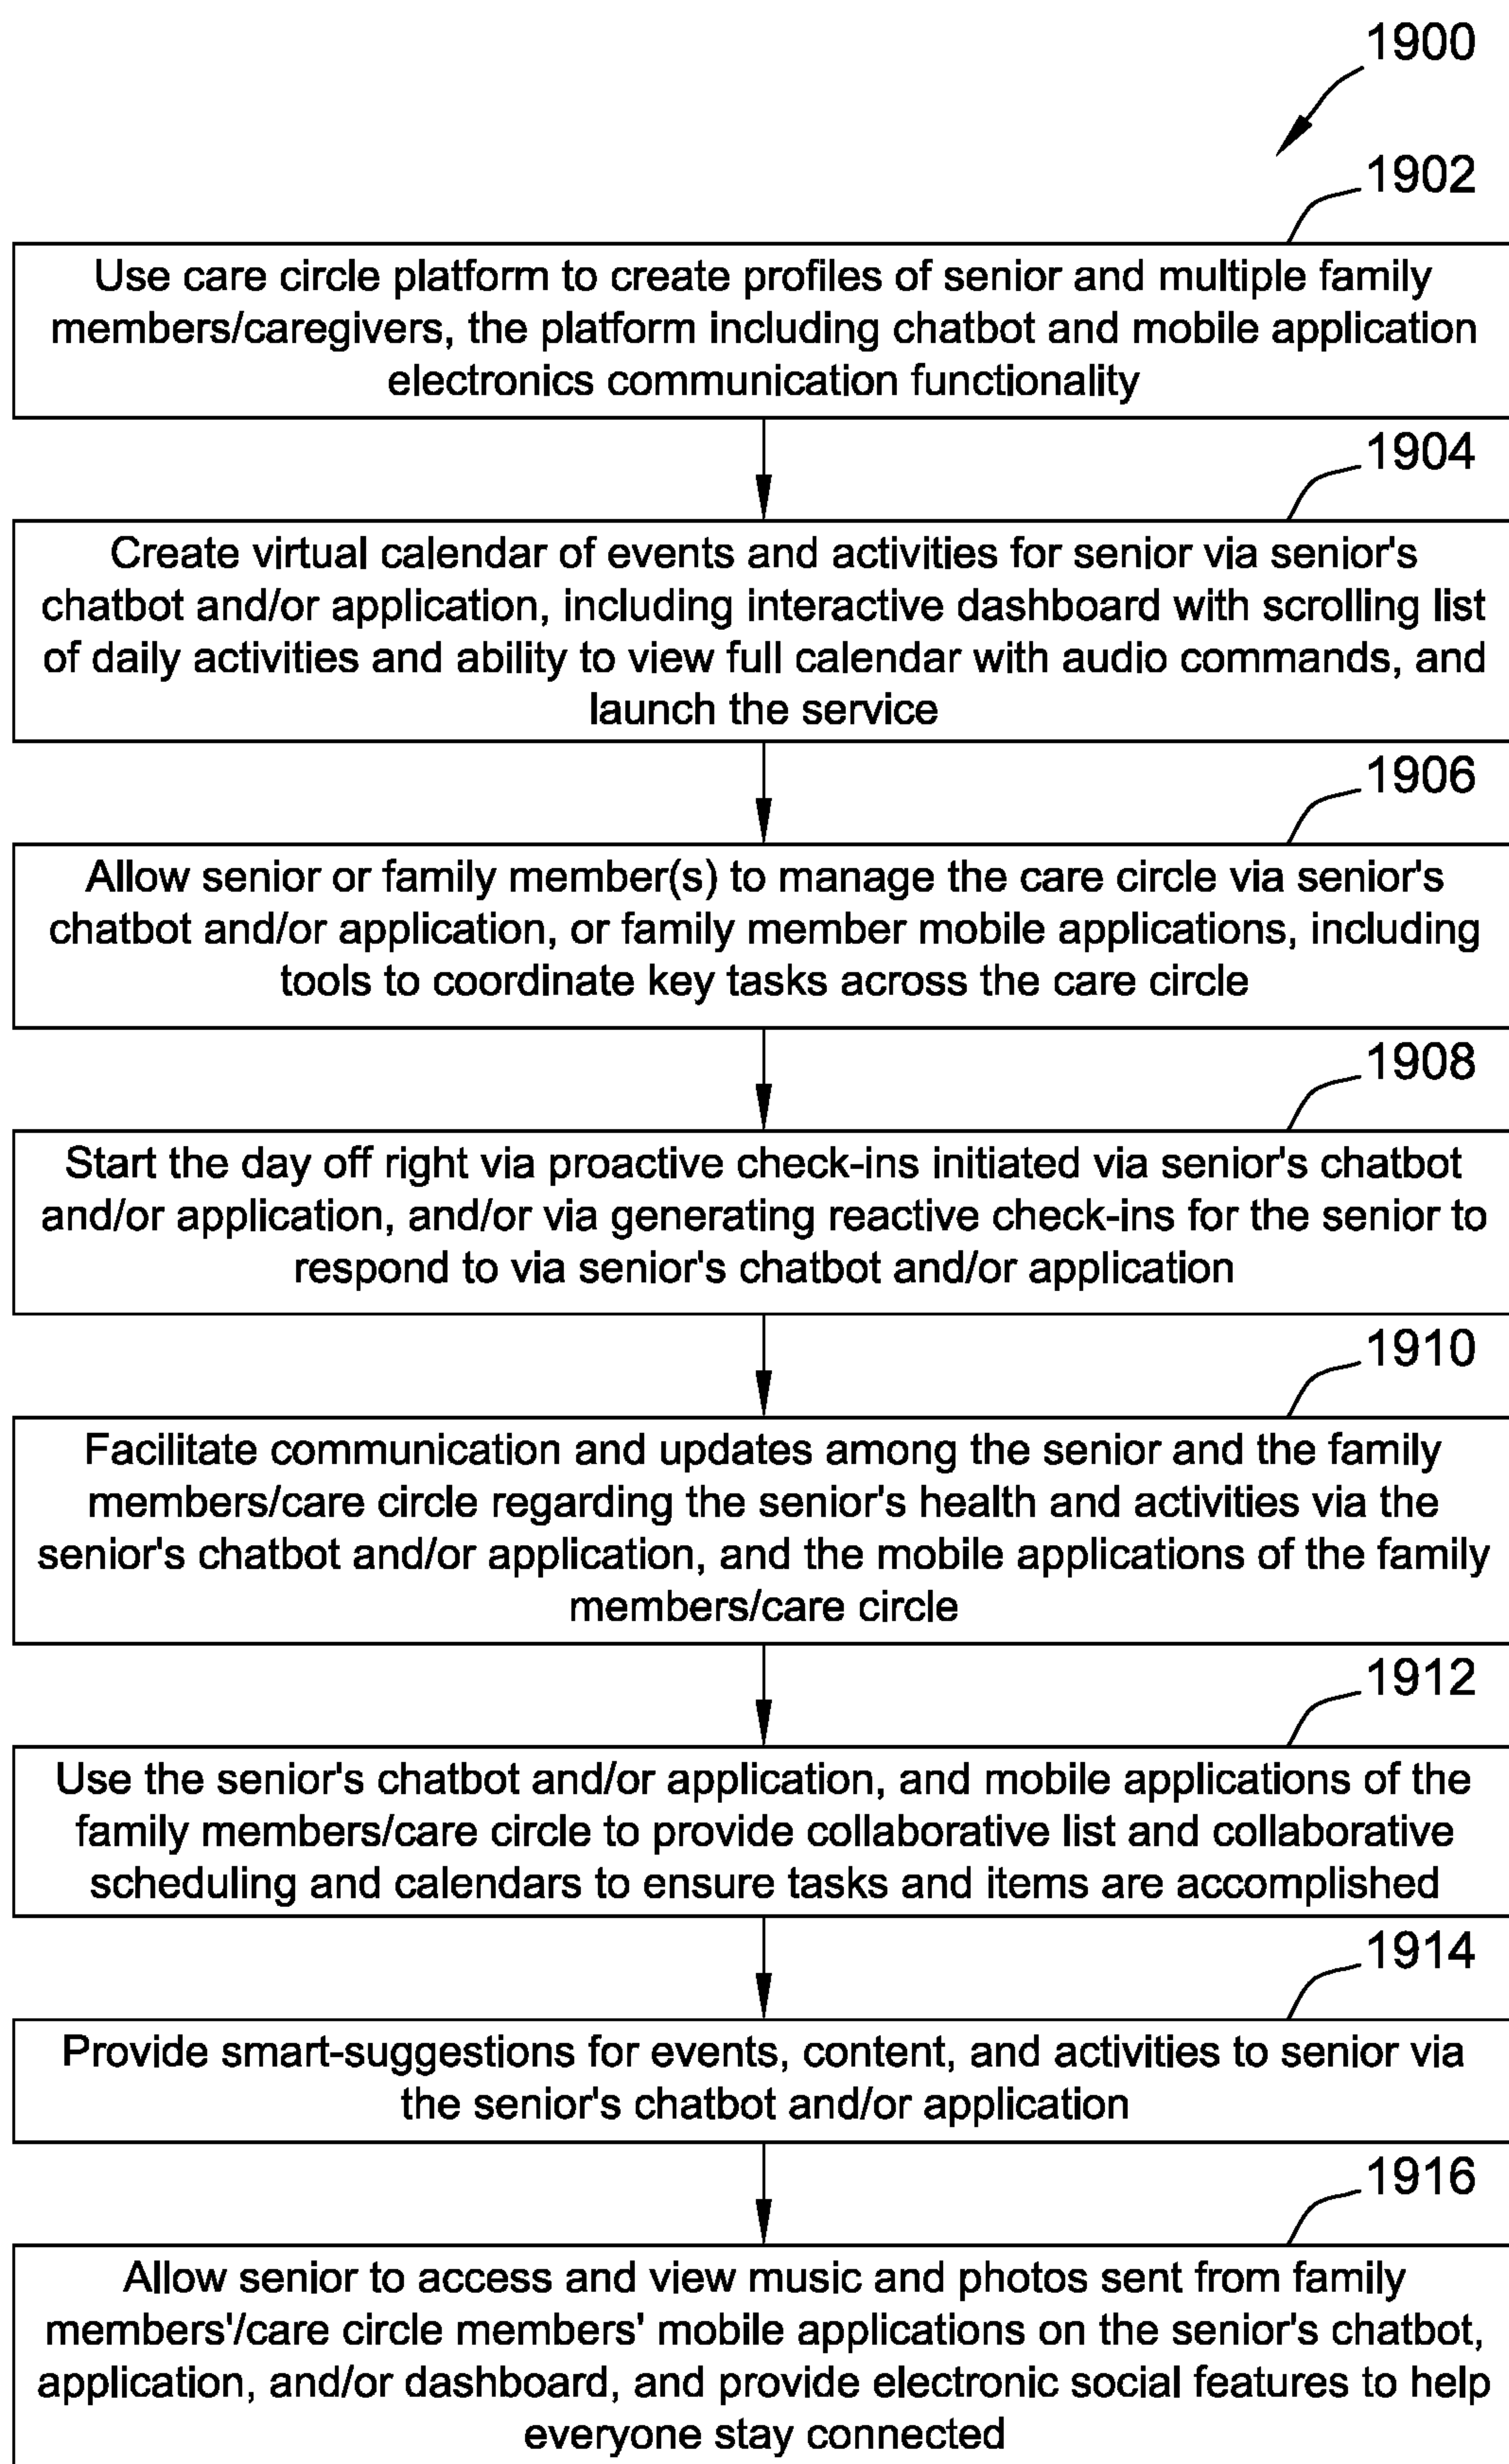 1900
1902
Use care circle platform to create profiles of senior and multiple family
members/caregivers, the platform including chatbot and mobile application
electronics communication functionality
1904
Create virtual calendar of events and activities for senior via senior's
chatbot and/or application, including interactive dashboard with scrolling list
of daily activities and ability to view full calendar with audio commands, and
launch the service
1906
Allow senior or family member(s) to manage the care circle via senior's
chatbot and/or application, or family member mobile applications, including
tools to coordinate key tasks across the care circle
1908
Start the day off right via proactive check-ins initiated via senior's chatbot
and/or application, and/or via generating reactive check-ins for the senior to
respond to via senior's chatbot and/or application
1910
Facilitate communication and updates among the senior and the family
members/care circle regarding the senior's health and activities via the
senior's chatbot and/or application, and the mobile applications of the family
members/care circle
1912
Use the senior's chatbot and/or application, and mobile applications of the
family members/care circle to provide collaborative list and collaborative
scheduling and calendars to ensure tasks and items are accomplished
1914
Provide smart-suggestions for events, content, and activities to senior via
the senior's chatbot and/or application
1916
Allow senior to access and view music and photos sent from family
members'/care circle members' mobile applications on the senior's chatbot,
application, and/or dashboard, and provide electronic social features to help
everyone stay connected